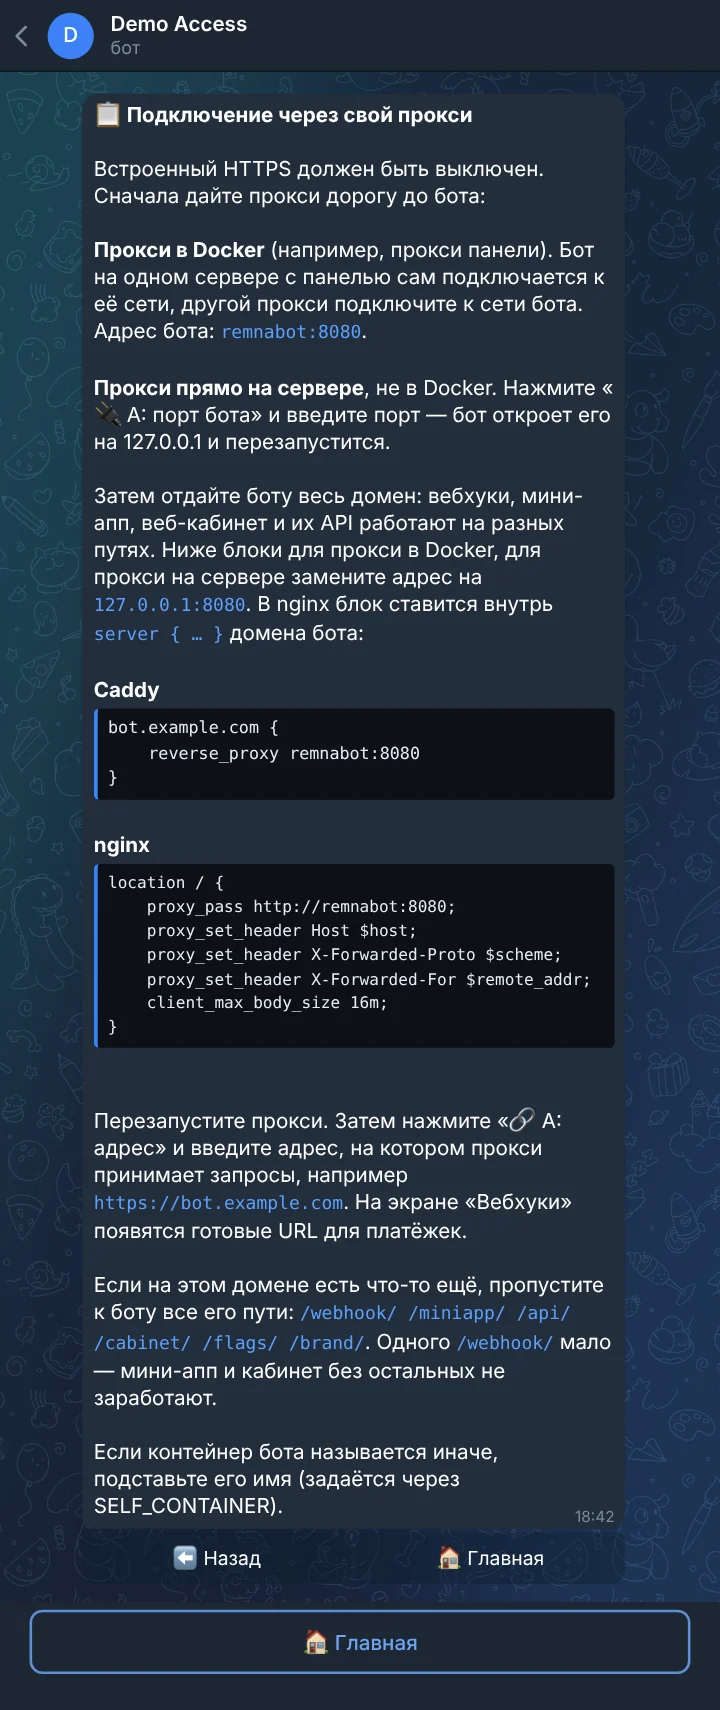 D
Demo Access
бот
📋 Подключение через свой прокси
Встроенный HTTPS должен быть выключен.
Сначала дайте прокси дорогу до бота:
Прокси в Docker (например, прокси панели). Бот
на одном сервере с панелью сам подключается к
её сети, другой прокси подключите к сети бота.
Адрес бота: remnabot:8080.
Прокси прямо на сервере, не в Docker. Нажмите «
🔌 А: порт бота» и введите порт — бот откроет его
на 127.0.0.1 и перезапустится.
Затем отдайте боту весь домен: вебхуки, мини-
апп, веб-кабинет и их API работают на разных
путях. Ниже блоки для прокси в Docker, для
прокси на сервере замените адрес на
127.0.0.1:8080. В nginx блок ставится внутрь
server { … } домена бота:
Caddy
bot.example.com {
    reverse_proxy remnabot:8080
}
nginx
location / {
    proxy_pass http://remnabot:8080;
    proxy_set_header Host $host;
    proxy_set_header X-Forwarded-Proto $scheme;
    proxy_set_header X-Forwarded-For $remote_addr;
    client_max_body_size 16m;
}
Перезапустите прокси. Затем нажмите «🔗 А:
адрес» и введите адрес, на котором прокси
принимает запросы, например
https://bot.example.com. На экране «Вебхуки»
появятся готовые URL для платёжек.
Если на этом домене есть что-то ещё, пропустите
к боту все его пути: /webhook/ /miniapp/ /api/
/cabinet/ /flags/ /brand/. Одного /webhook/ мало
— мини-апп и кабинет без остальных не
заработают.
Если контейнер бота называется иначе,
подставьте его имя (задаётся через
SELF_CONTAINER).
18:42
⬅️ Назад
🏠 Главная
🏠 Главная